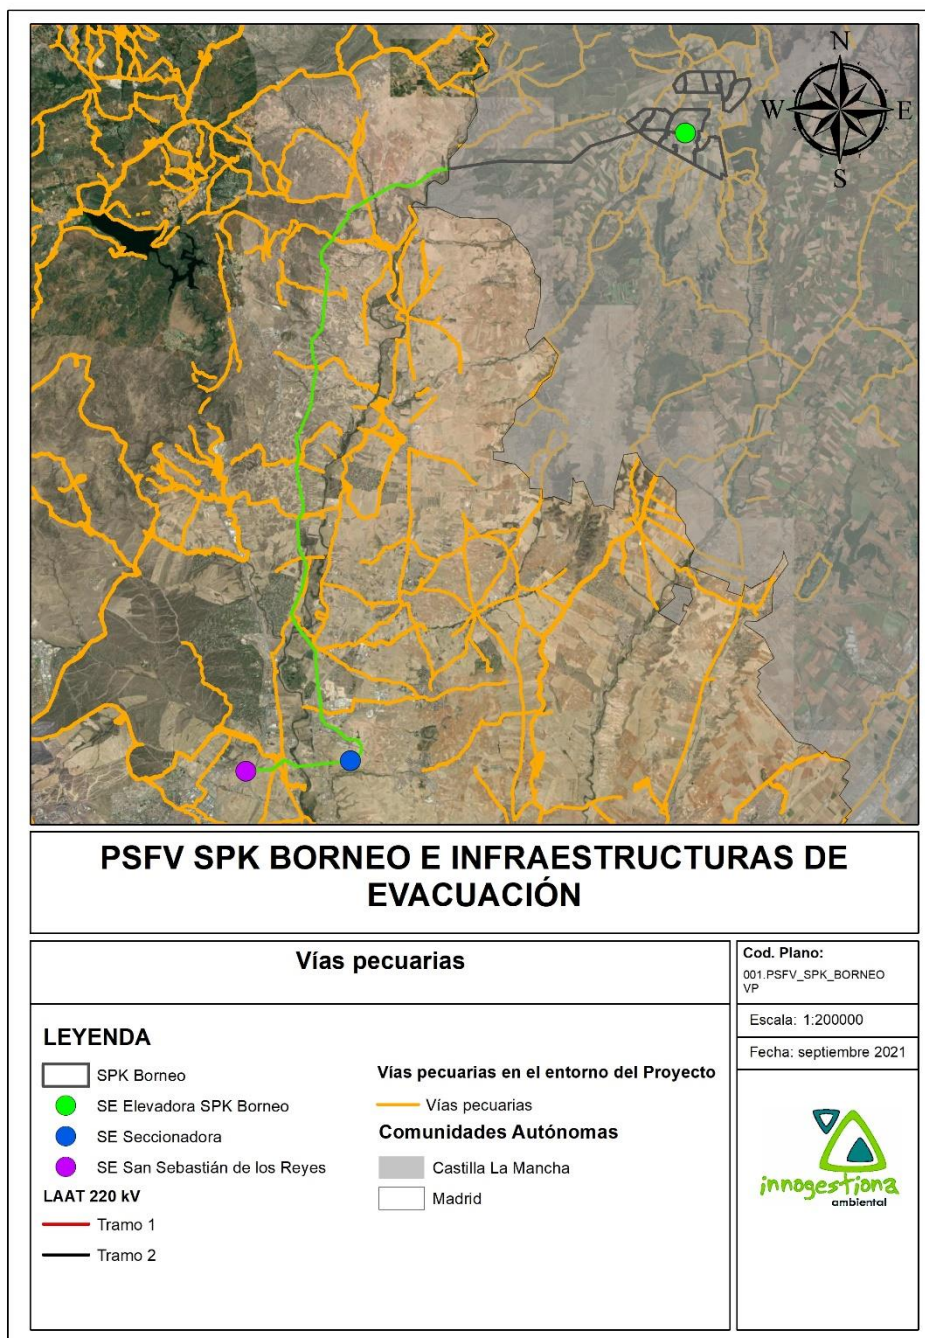 N
W
E
S
PSFV SPK BORNEO E INFRAESTRUCTURAS DE
EVACUACIÓN
Vías pecuarias
Cod. Plano:
001.PSFV_SPK_BORNEO
VP
Escala: 1:200000
Fecha: septiembre 2021
LEYENDA
SPK Borneo
SE Elevadora SPK Borneo
SE Seccionadora
SE San Sebastián de los Reyes
LAAT 220 kV
Tramo 1
Tramo 2
Vías pecuarias en el entorno del Proyecto
Vías pecuarias
Comunidades Autónomas
Castilla La Mancha
Madrid
innogestiona
ambiental